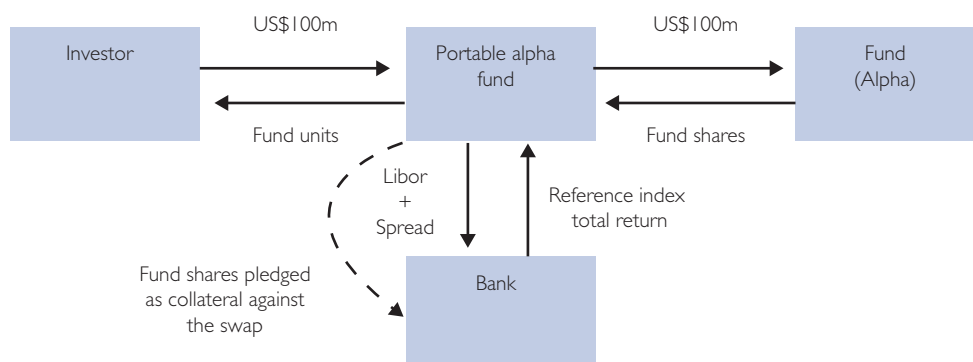 US$100m
US$100m
Investor
Portable alpha
fund
Fund
(Alpha)
Fund units
Fund shares
Libor
+
Spread
Reference index
total return
Fund shares pledged
as collateral against
the swap
Bank